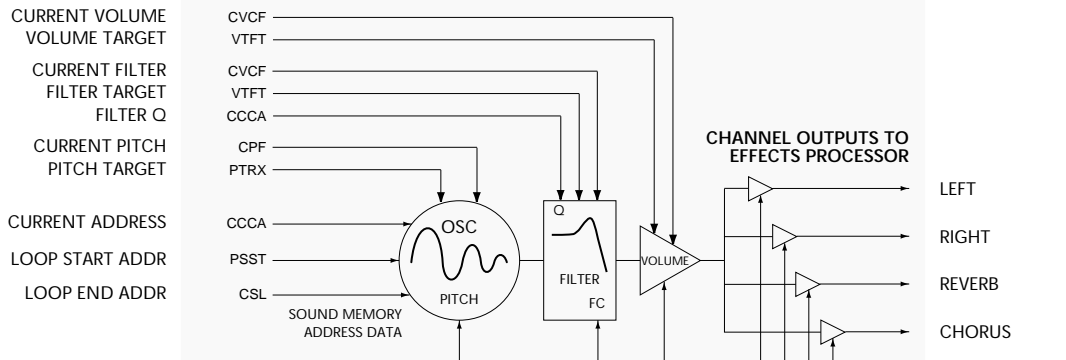 CURRENT VOLUME CVCF
VOLUME TARGET VTFT
CURRENT FILTER CVCF
FILTER TARGET VTFT
FILTER Q CCCA
CURRENT PITCH CPF
PITCH TARGET PTRX
CURRENT ADDRESS CCCA
LOOP START ADDR PSST
LOOP END ADDR CSL
SOUND MEMORY
ADDRESS DATA
OSC
PITCH
Q
FILTER
FC
VOLUME
CHANNEL OUTPUTS TO
EFFECTS PROCESSOR
LEFT
RIGHT
REVERB
CHORUS